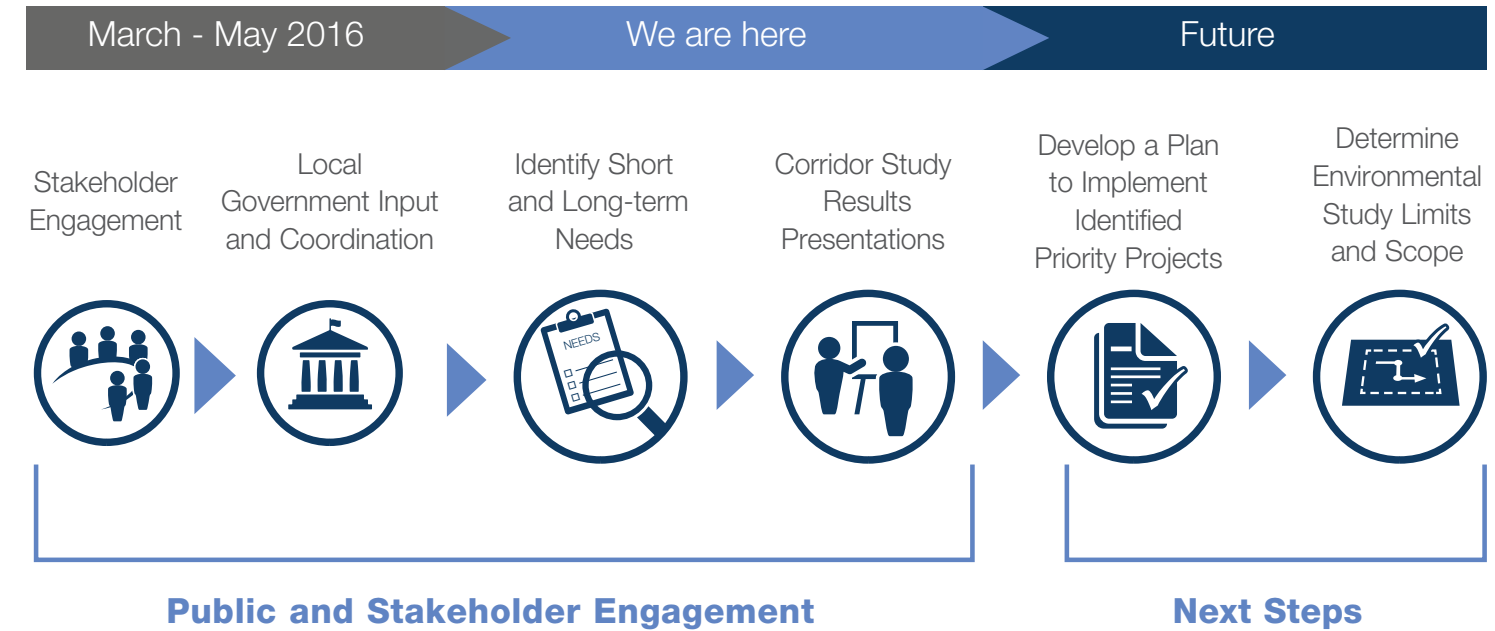 March - May 2016
We are here
Future
Stakeholder
Engagement
Local
Government Input
and Coordination
Identify Short
and Long-term
Needs
Corridor Study
Results
Presentations
Develop a Plan
to Implement
Identified
Priority Projects
Determine
Environmental
Study Limits
and Scope
NEEDS
Public and Stakeholder Engagement
Next Steps